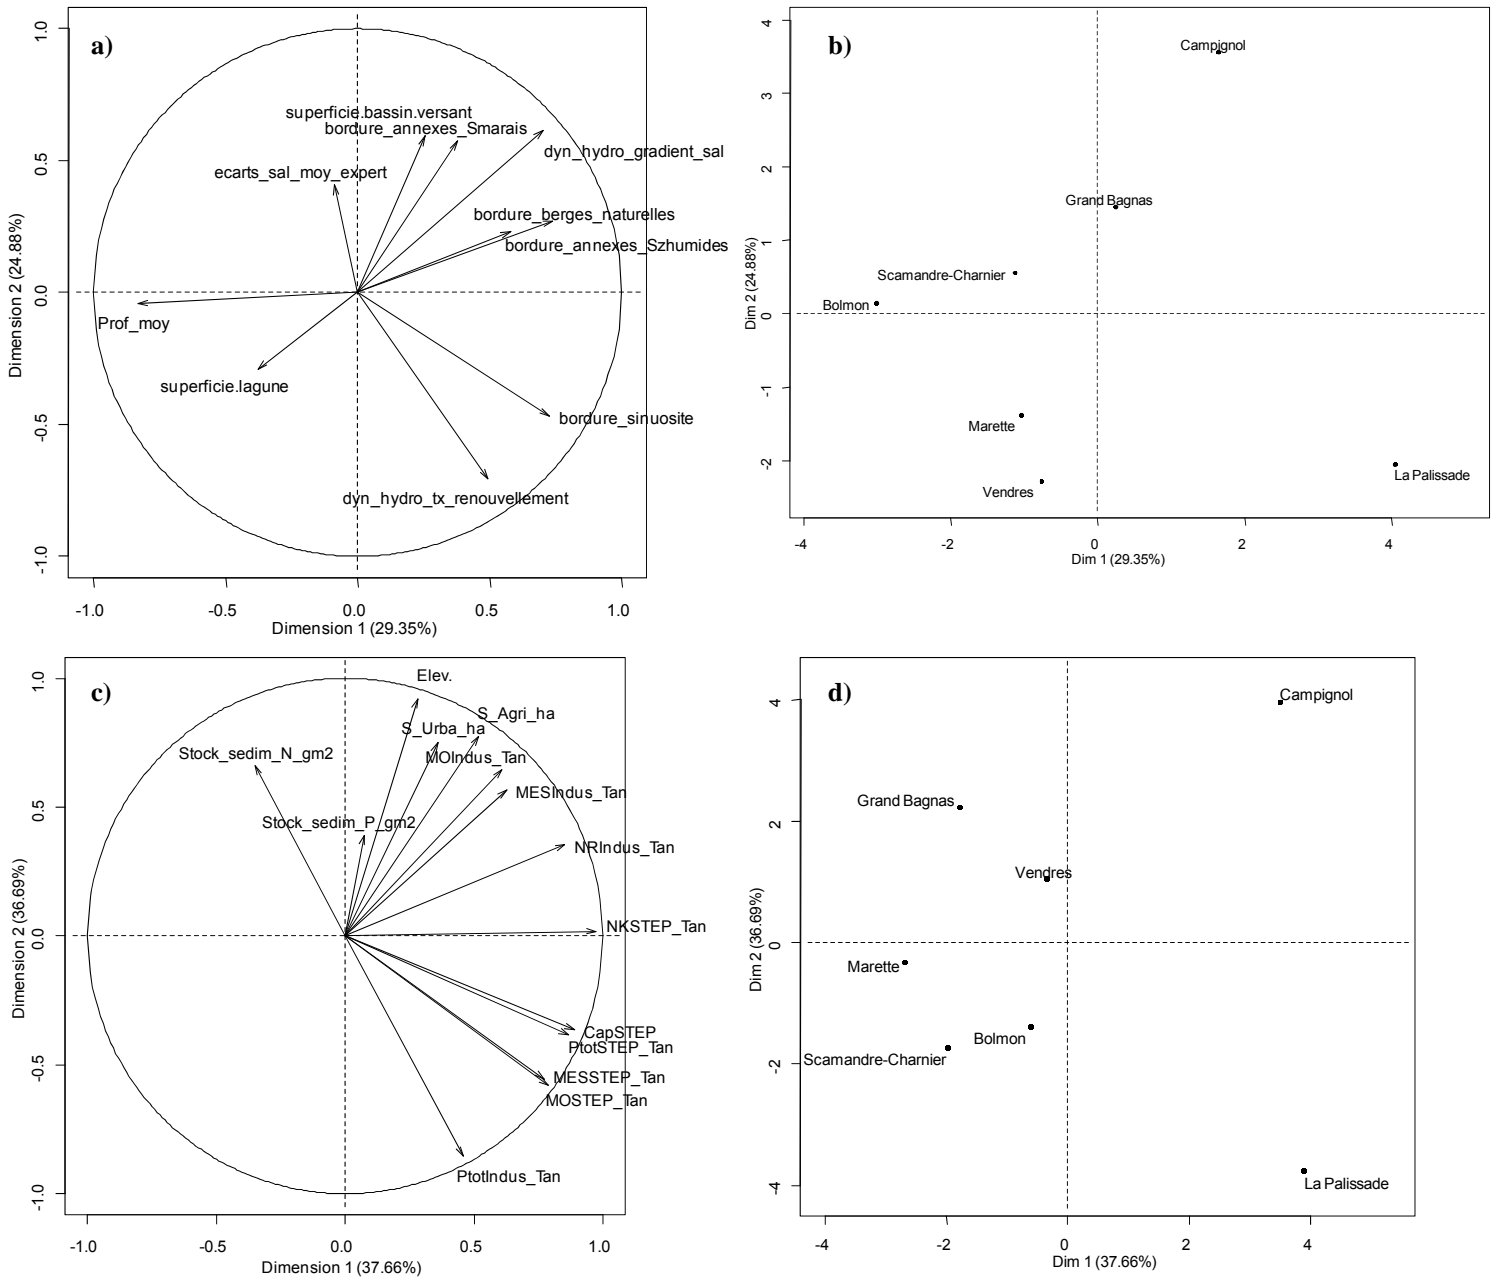 a)
1.0
0.5
0.0
-0.5
-1.0
Dimension 2 (24.88%)
superficie.bassin.versant
bordure_annexes_Smarais
dyn_hydro_gradient_sal
ecarts_sal_moy_expert
bordure_berges_naturelles
bordure_annexes_Szhumides
Prof_moy
superficie.lagune
bordure_sinuosite
dyn_hydro_tx_renouvellement
-1.0
-0.5
0.0
0.5
1.0
Dimension 1 (29.35%)
b)
4
3
2
1
0
-1
-2
Dim 2 (24.88%)
Campignol
Grand Bagnas
Scamandre-Charnier
Bolmon
Marette
Vendres
La Palissade
-4
-2
0
2
4
Dim 1 (29.35%)
c)
1.0
0.5
0.0
-0.5
-1.0
Dimension 2 (36.69%)
Elev.
S_Agri_ha
S_Urba_ha
Stock_sedim_N_gm2
MOIndus_Tan
MESIndus_Tan
Stock_sedim_P_gm2
NRIndus_Tan
NKSTEP_Tan
CapSTEP
PtotSTEP_Tan
MESSTEP_Tan
MOSTEP_Tan
PtotIndus_Tan
-1.0
-0.5
0.0
0.5
1.0
Dimension 1 (37.66%)
d)
4
2
0
-2
-4
Dim 2 (36.69%)
Campignol
Grand Bagnas
Vendres
Marette
Bolmon
Scamandre-Charnier
La Palissade
-4
-2
0
2
4
Dim 1 (37.66%)